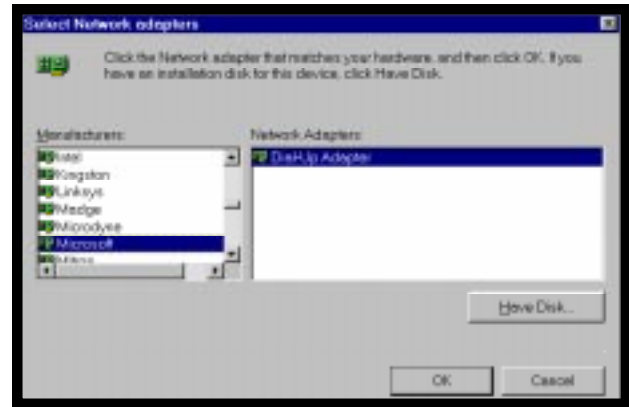 Select Network adapters
Click the Network adapter that matches your hardware, and then click OK. If you
have an installation disk for this device, click Have Disk.
Manufacturers:
Network Adapters:
Intel
Kingston
Linksys
Madge
Microdyne
Microsoft
Mitron
Dial-Up Adapter
Have Disk...
OK
Cancel